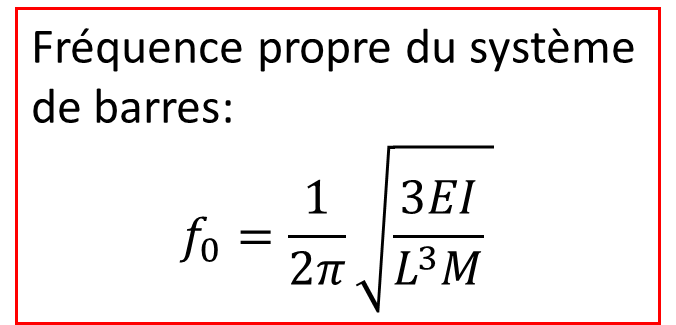 Fréquence propre du système
de barres:
f₀ = 1/2π √(3EI/L³M)